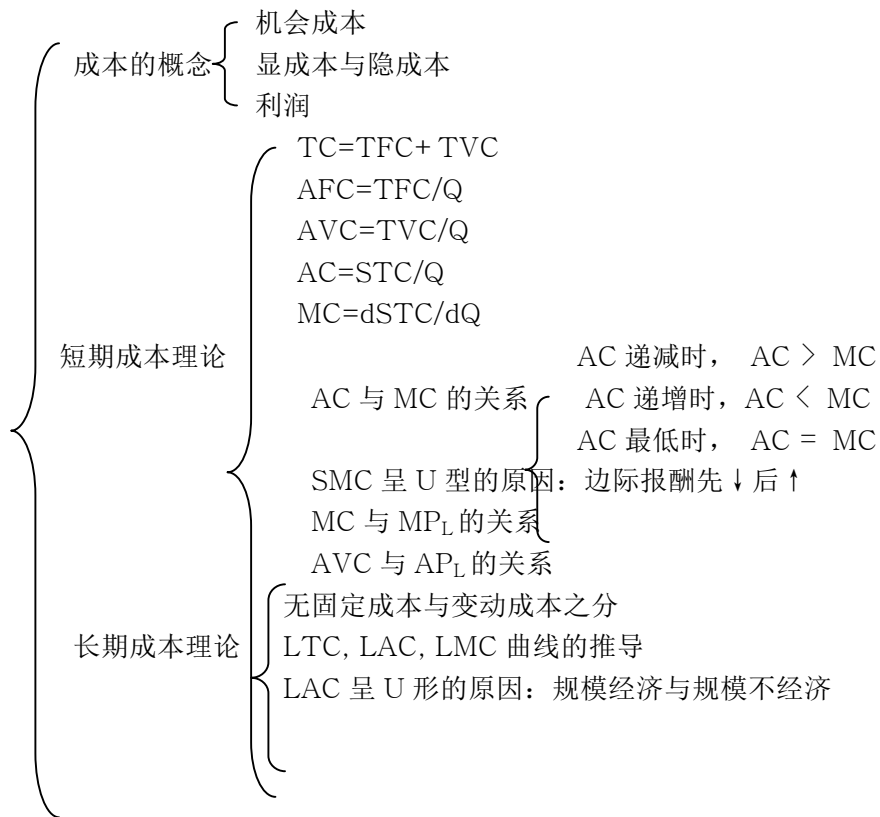 机会成本
成本的概念
显成本与隐成本
利润
TC=TFC+ TVC
AFC=TFC/Q
AVC=TVC/Q
AC=STC/Q
MC=dSTC/dQ
短期成本理论
AC 递减时， AC > MC
AC 与 MC 的关系
AC 递增时，AC < MC
AC 最低时， AC = MC
SMC 呈 U 型的原因：边际报酬先↓后↑
MC 与 MPL 的关系
AVC 与 APL 的关系
无固定成本与变动成本之分
长期成本理论
LTC, LAC, LMC 曲线的推导
LAC 呈 U 形的原因：规模经济与规模不经济